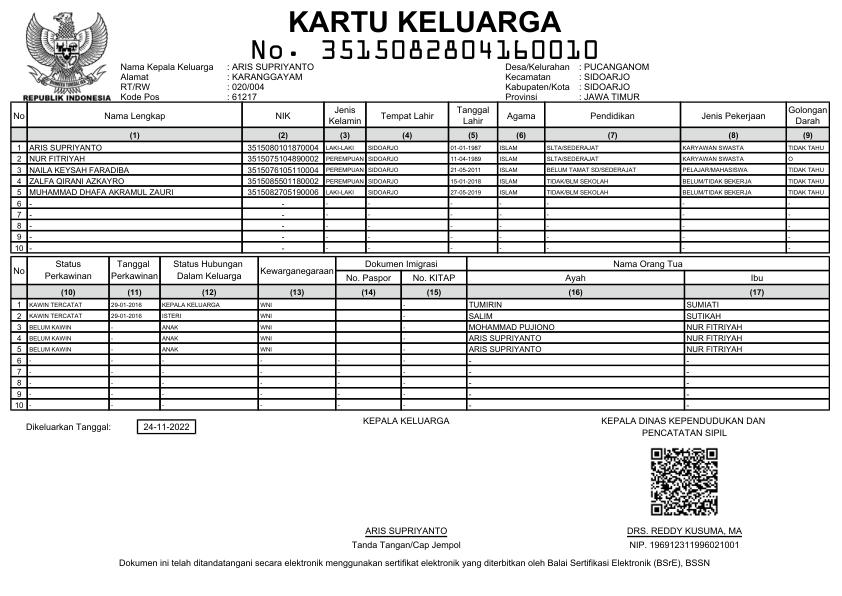 KARTU KELUARGA
No. 3515082804160010
REPUBLIK INDONESIA
Nama Kepala Keluarga : ARIS SUPRIYANTO
Alamat : KARANGGAYAM
RT/RW : 020/004
Kode Pos : 61217
Desa/Kelurahan : PUCANGANOM
Kecamatan : SIDOARJO
Kabupaten/Kota : SIDOARJO
Provinsi : JAWA TIMUR
No Nama Lengkap NIK Jenis Kelamin Tempat Lahir Tanggal Lahir Agama Pendidikan Jenis Pekerjaan Golongan Darah
(1) (2) (3) (4) (5) (6) (7) (8) (9)
1 ARIS SUPRIYANTO 3515080101870004 LAKI-LAKI SIDOARJO 01-01-1987 ISLAM SLTA/SEDERAJAT KARYAWAN SWASTA TIDAK TAHU
2 NUR FITRIYAH 3515075104890002 PEREMPUAN SIDOARJO 11-04-1989 ISLAM SLTA/SEDERAJAT KARYAWAN SWASTA O
3 NAILA KEYSAH FARADIBA 3515076105110004 PEREMPUAN SIDOARJO 21-05-2011 ISLAM BELUM TAMAT SD/SEDERAJAT PELAJAR/MAHASISWA TIDAK TAHU
4 ZALFA QIRANI AZKAYRO 3515085501180002 PEREMPUAN SIDOARJO 15-01-2018 ISLAM TIDAK/BLM SEKOLAH BELUM/TIDAK BEKERJA TIDAK TAHU
5 MUHAMMAD DHAFA AKRAMUL ZAURI 3515082705190006 LAKI-LAKI SIDOARJO 27-05-2019 ISLAM TIDAK/BLM SEKOLAH BELUM/TIDAK BEKERJA TIDAK TAHU
6 - - - - - - - - -
7 - - - - - - - - -
8 - - - - - - - - -
9 - - - - - - - - -
10 - - - - - - - - -
No Status Perkawinan Tanggal Perkawinan Status Hubungan Dalam Keluarga Kewarganegaraan Dokumen Imigrasi Nama Orang Tua
No. Paspor No. KITAP Ayah Ibu
(10) (11) (12) (13) (14) (15) (16) (17)
1 KAWIN TERCATAT 29-01-2016 KEPALA KELUARGA WNI - TUMIRIN SUMIATI
2 KAWIN TERCATAT 29-01-2016 ISTERI WNI - SALIM SUTIKAH
3 BELUM KAWIN - ANAK WNI - MOHAMMAD PUJIONO NUR FITRIYAH
4 BELUM KAWIN - ANAK WNI - ARIS SUPRIYANTO NUR FITRIYAH
5 BELUM KAWIN - ANAK WNI - ARIS SUPRIYANTO NUR FITRIYAH
6 - - - - - - - -
7 - - - - - - - -
8 - - - - - - - -
9 - - - - - - - -
10 - - - - - - - -
Dikeluarkan Tanggal: 24-11-2022
KEPALA KELUARGA
KEPALA DINAS KEPENDUDUKAN DAN
PENCATATAN SIPIL
ARIS SUPRIYANTO
Tanda Tangan/Cap Jempol
DRS. REDDY KUSUMA, MA
NIP. 196912311996021001
Dokumen ini telah ditandatangani secara elektronik menggunakan sertifikat elektronik yang diterbitkan oleh Balai Sertifikasi Elektronik (BSrE), BSSN